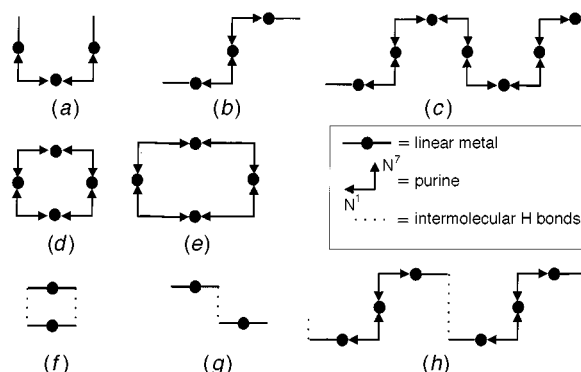 (a)
(b)
(c)
(d)
(e)
= linear metal
N7
= purine
N1
= intermolecular H bonds
(f)
(g)
(h)